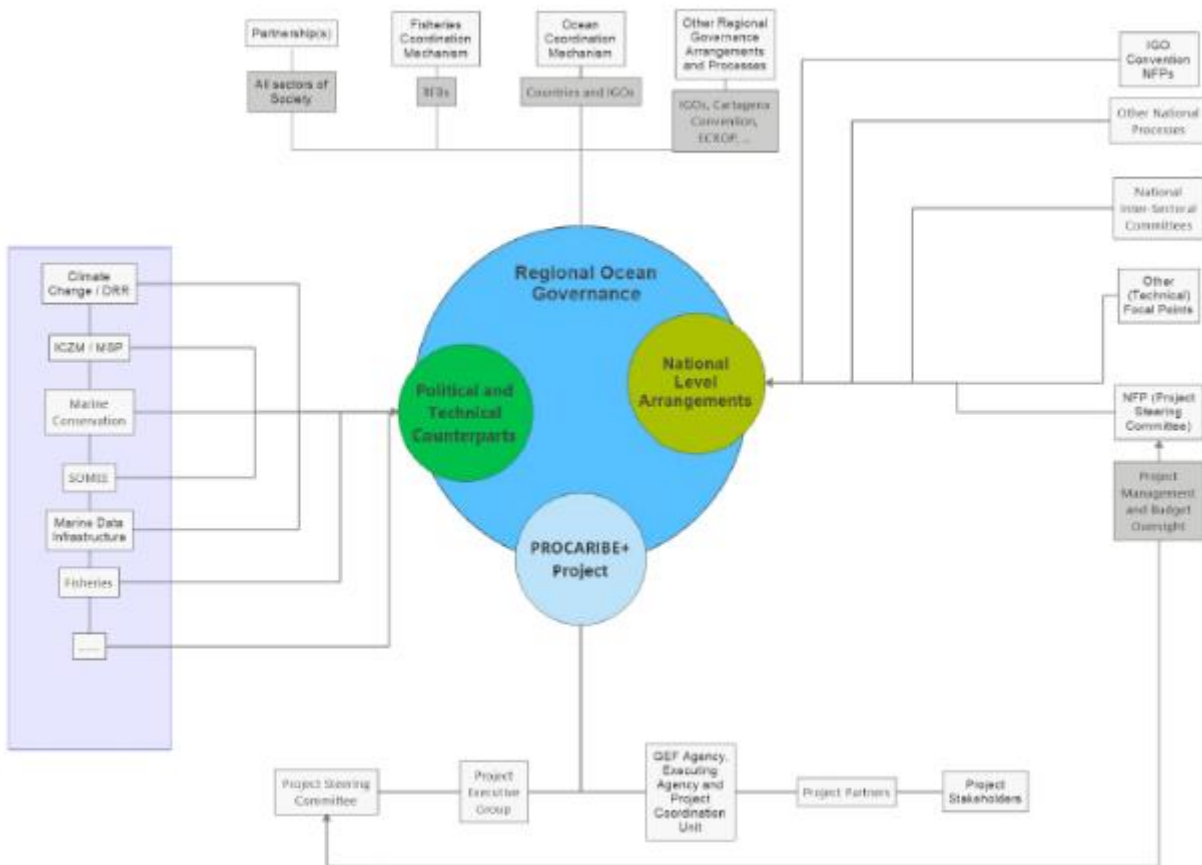 Partnership(s)
All sectors of
Society
Fisheries
Coordination
Mechanism
RFBs
Ocean
Coordination
Mechanism
Countries and IGOs
Other Regional
Governance
Arrangements
and Processes
IGOs, Cartagena
Convention,
ECROP, ...
IGO
Convention
NFPs
Other National
Processes
National
Inter-Sectoral
Committees
Other
(Technical)
Focal Points
NFP (Project
Steering
Committee)
Project
Management
and Budget
Oversight
Climate
Change / DRR
ICZM / MSP
Marine
Conservation
SOMEE
Marine Data
Infrastructure
Fisheries
......
Regional Ocean
Governance
Political and
Technical
Counterparts
National
Level
Arrangements
PROCARIBE+
Project
Project Steering
Committee
Project
Executive
Group
GEF Agency,
Executing
Agency and
Project
Coordination
Unit
Project Partners
Project
Stakeholders